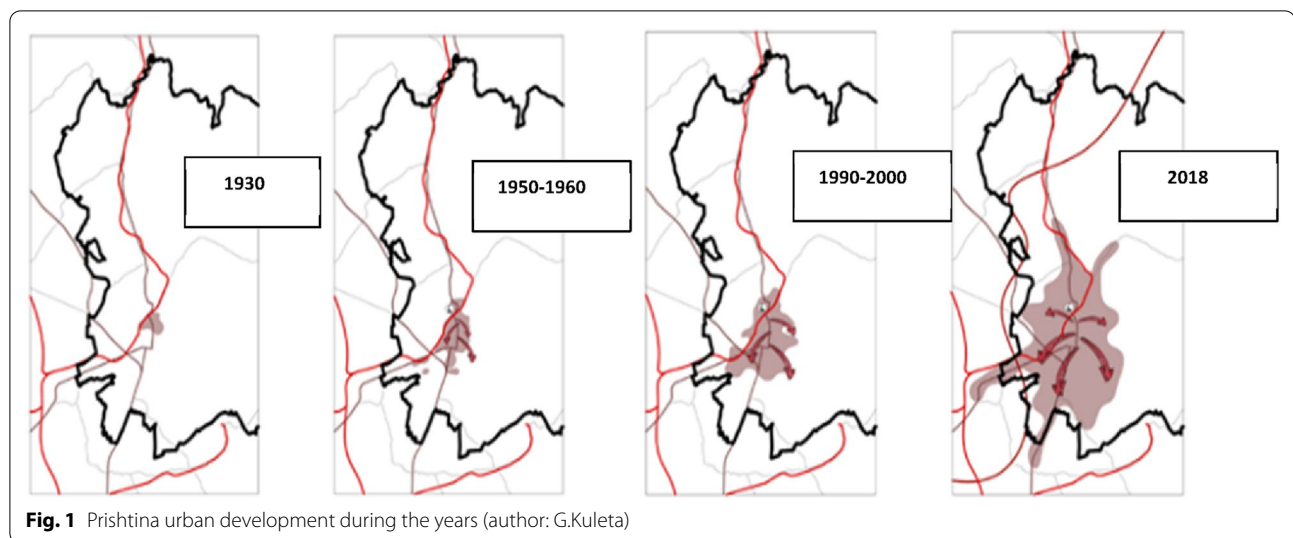 1930
1950-1960
1990-2000
2018
Fig. 1 Prishtina urban development during the years (author: G.Kuleta)